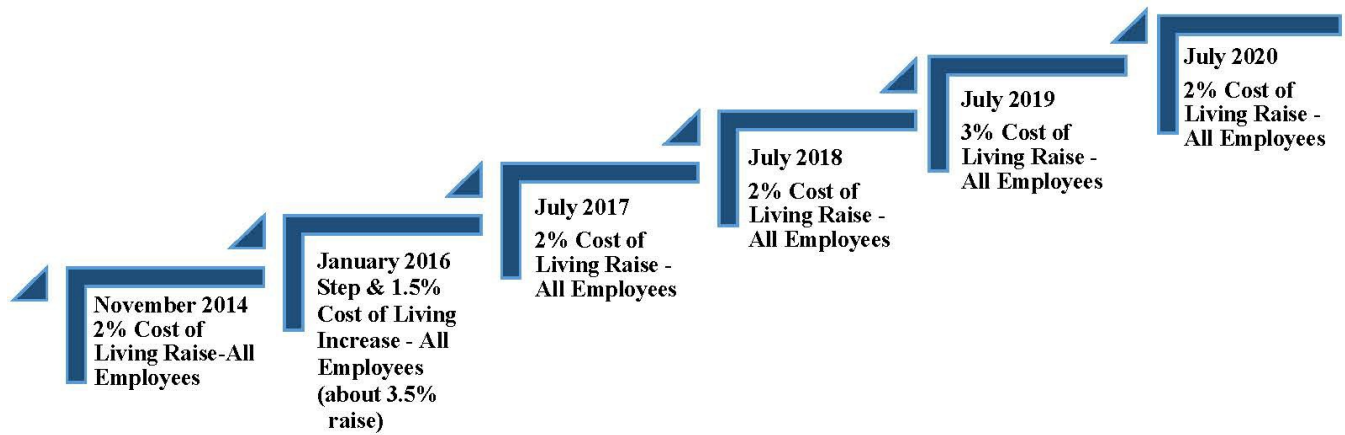 November 2014
2% Cost of
Living Raise-All
Employees
January 2016
Step & 1.5%
Cost of Living
Increase - All
Employees
(about 3.5%
raise)
July 2017
2% Cost of
Living Raise -
All Employees
July 2018
2% Cost of
Living Raise -
All Employees
July 2019
3% Cost of
Living Raise -
All Employees
July 2020
2% Cost of
Living Raise -
All Employees